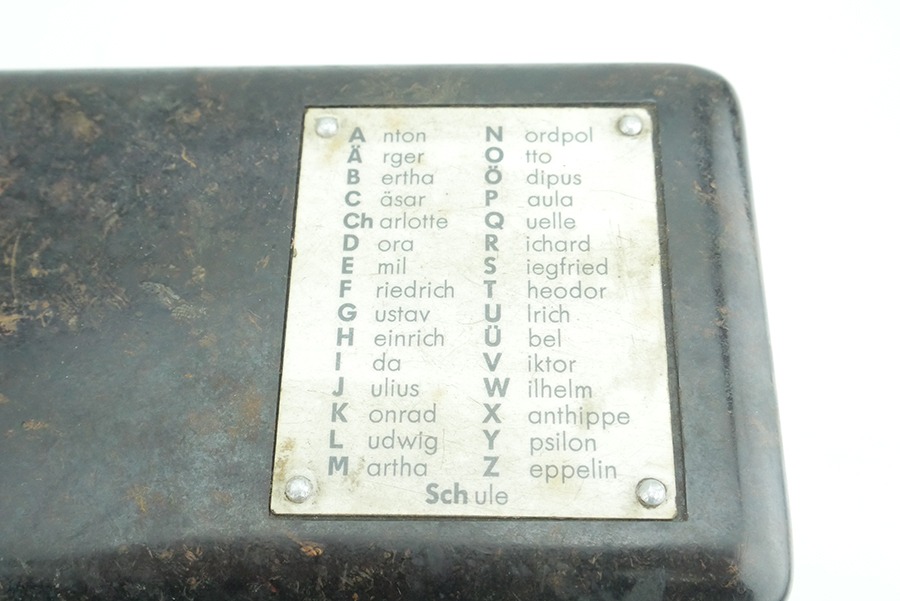 Anton
Ärger
Bertha
Cäsar
Charlotte
Dora
Emil
Friedrich
Gustav
Heinrich
Ida
Julius
Konrad
Ludwig
Martha
Nordpol
Otto
Ödipus
Paula
Quelle
Richard
Siegfried
Theodor
Ulrich
Übel
Viktor
Wilhelm
Xanthippe
Ypsilon
Zeppelin
Schule